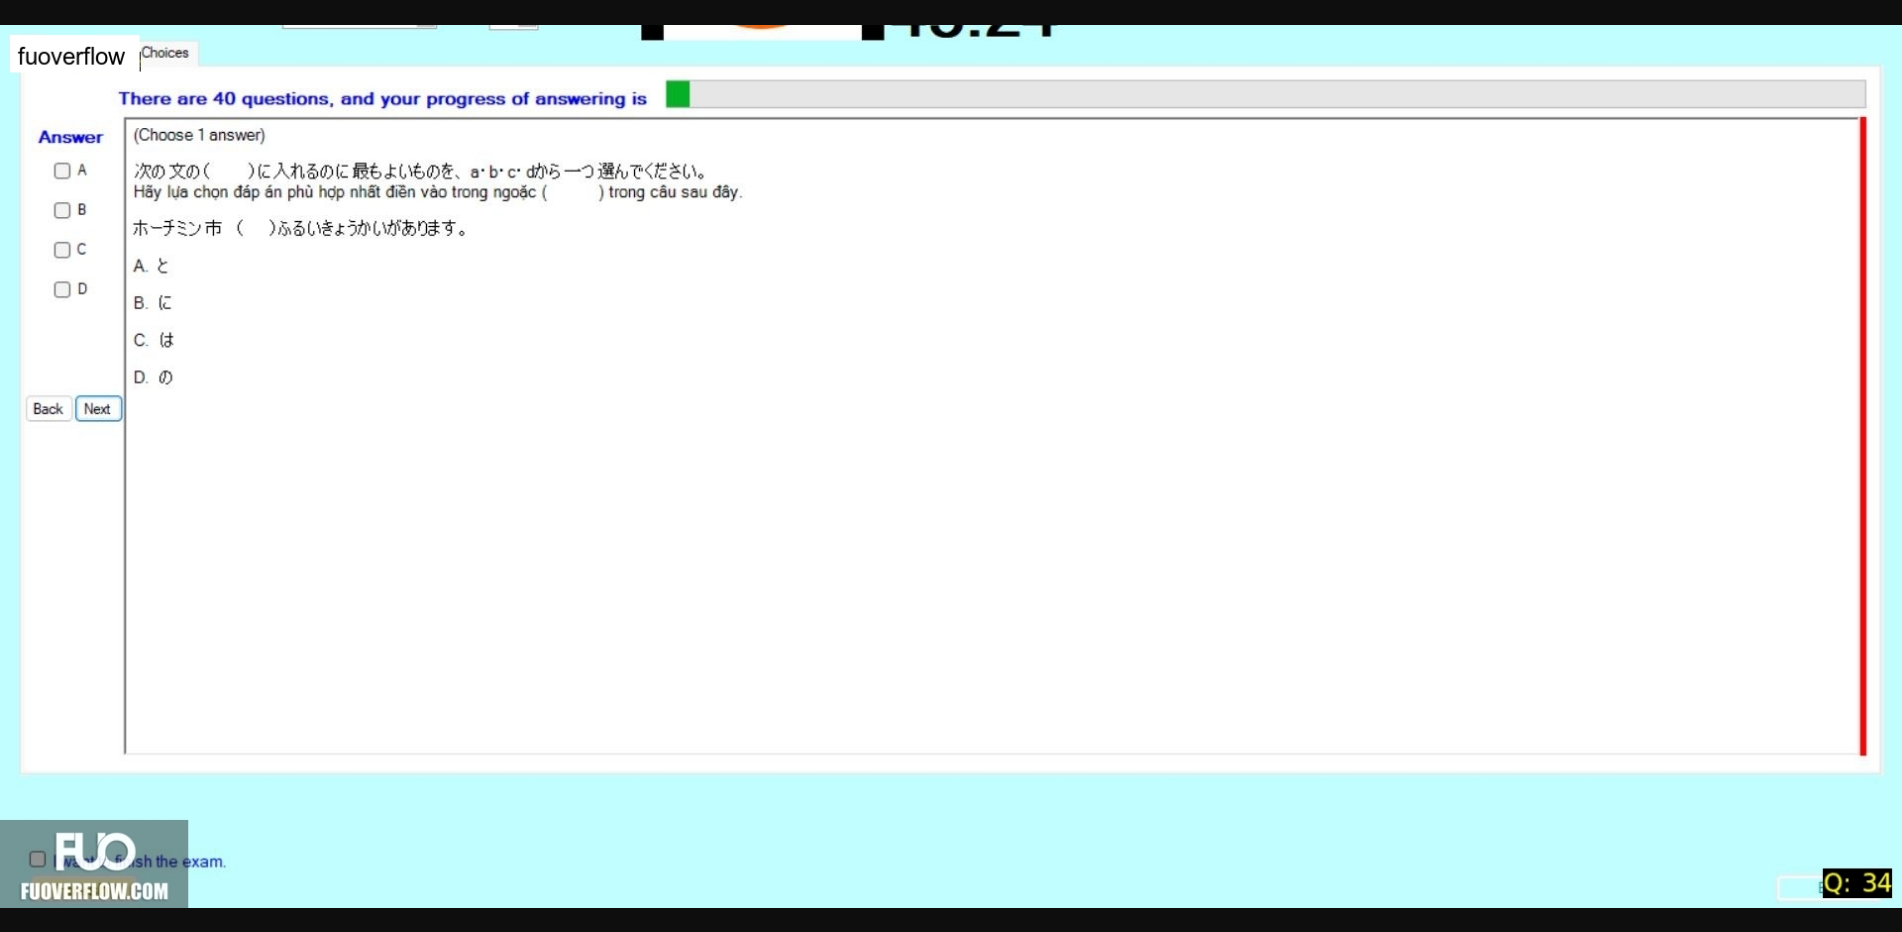 fuoverflow
Choices
There are 40 questions, and your progress of answering is
Answer
(Choose 1 answer)
A
次の文の(　　)に入れるのに最もよいものを、a・b・c・dから一つ選んでください。
Hãy lựa chọn đáp án phù hợp nhất điền vào trong ngoặc (　　) trong câu sau đây.
B
ホーチミン市 （　）ふるいきょうかいがあります。
C
A. と
D
B. に
C. は
D. の
Back
Next
FUO
finish the exam.
FUOVERFLOW.COM
Q: 34